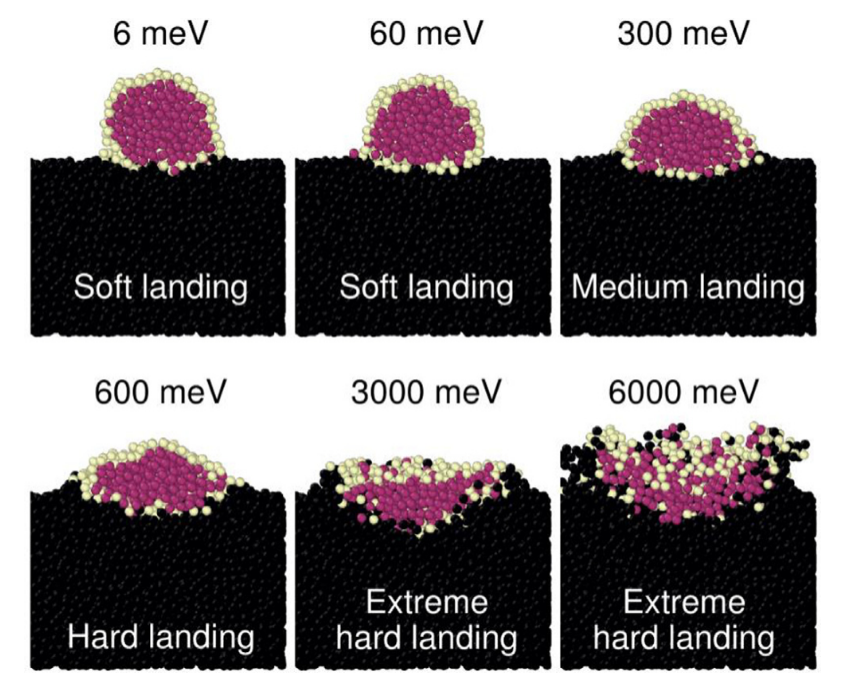 6 meV
60 meV
300 meV
Soft landing
Soft landing
Medium landing
600 meV
3000 meV
6000 meV
Hard landing
Extreme
hard landing
Extreme
hard landing